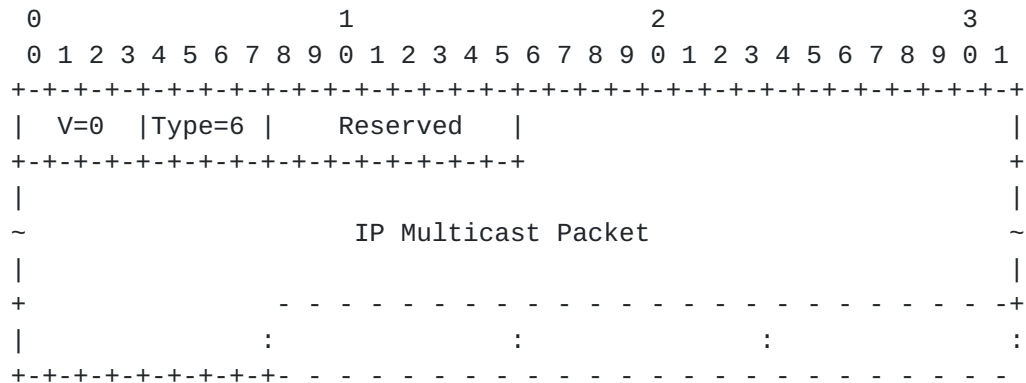 0                   1                   2                   3
 0 1 2 3 4 5 6 7 8 9 0 1 2 3 4 5 6 7 8 9 0 1 2 3 4 5 6 7 8 9 0 1
+-+-+-+-+-+-+-+-+-+-+-+-+-+-+-+-+-+-+-+-+-+-+-+-+-+-+-+-+-+-+-+-+
|  V=0  |Type=6 |    Reserved   |                               |
+-+-+-+-+-+-+-+-+-+-+-+-+-+-+-+-+                               +
|                                                               |
~                     IP Multicast Packet                       ~
|                                                               |
+                - - - - - - - - - - - - - - - - - - - - - - - -+
|               :               :               :               :
+-+-+-+-+-+-+-+-+- - - - - - - - - - - - - - - - - - - - - - - -